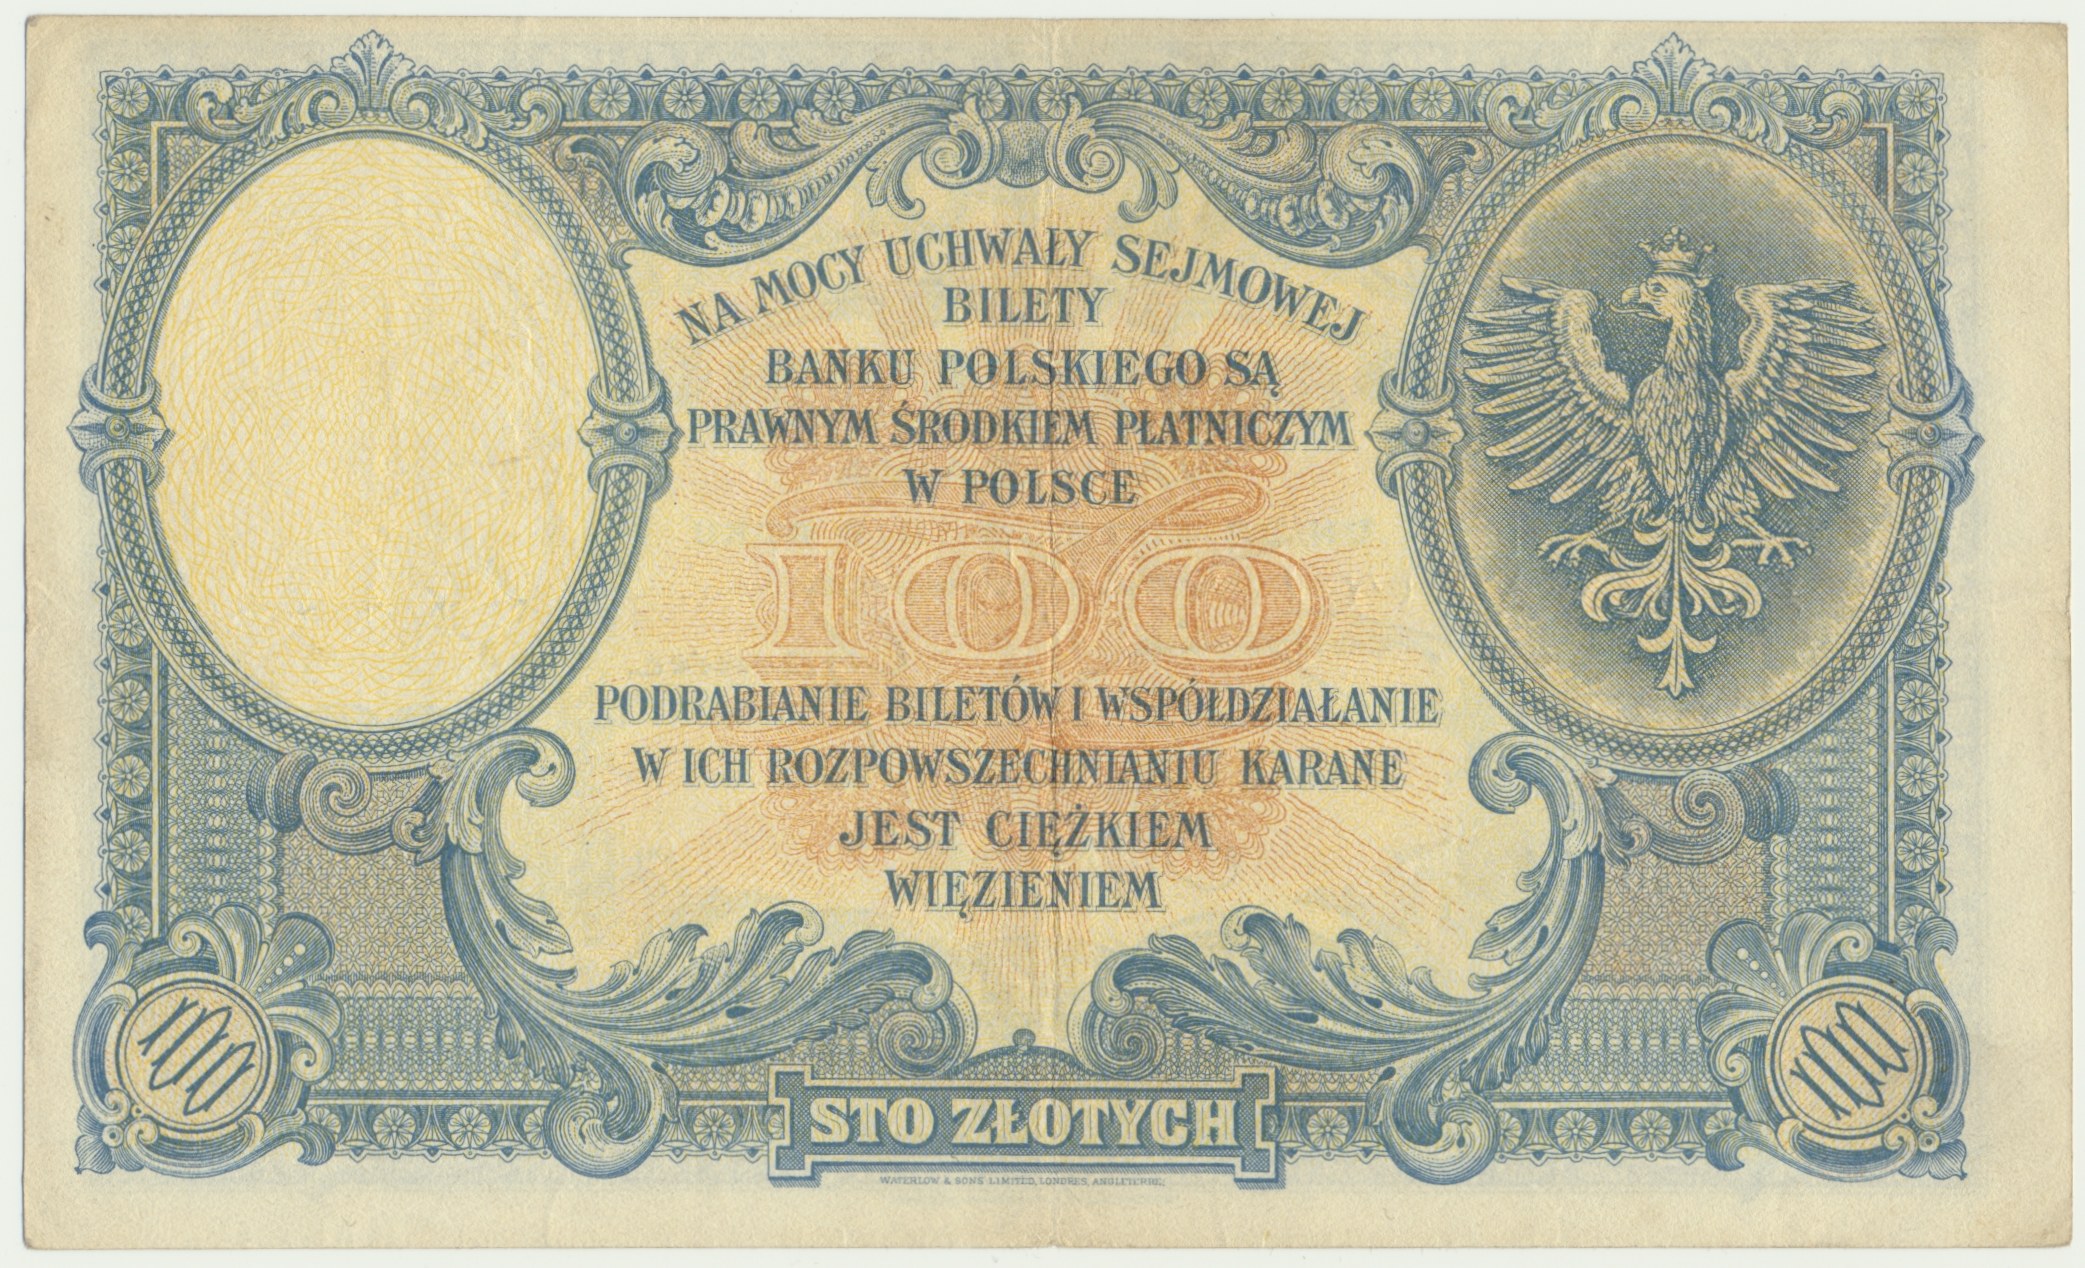 NA MOCY UCHWAŁY SEJMOWEJ
BILETY
BANKU POLSKIEGO SĄ
PRAWNYM ŚRODKIEM PŁATNICZYM
W POLSCE
100
PODRABIANIE BILETÓW I WSPÓŁDZIAŁANIE
W ICH ROZPOWSZECHNIANIU KARANE
JEST CIĘŻKIEM
WIĘZIENIEM
100
100
STO ZŁOTYCH
WATERLOW & SONS LIMITED, LONDRES, ANGLETERRE.